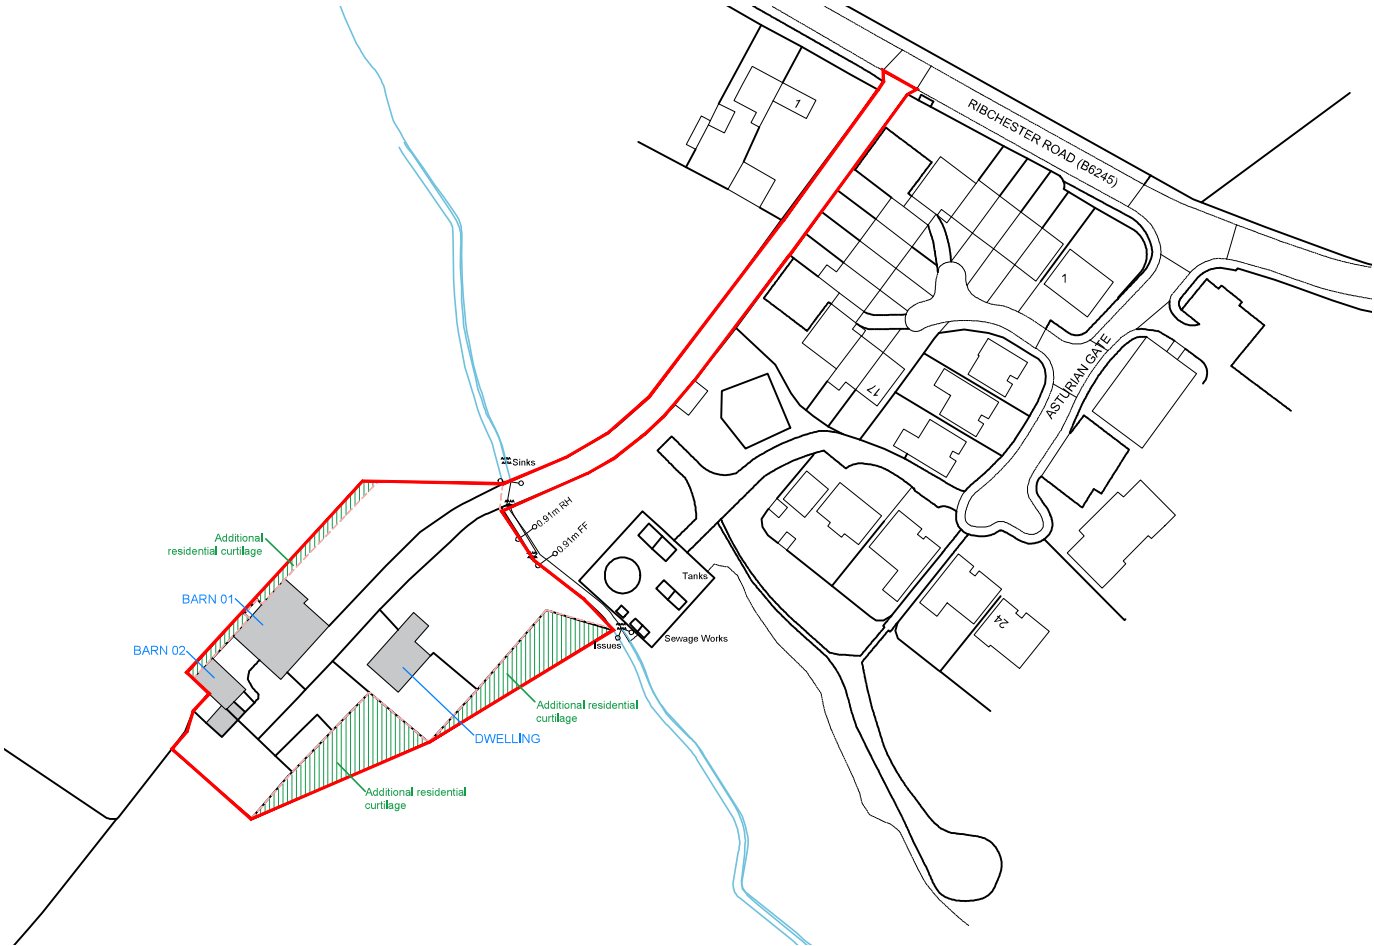 1
RIBCHESTER ROAD (B6245)
1
ASTURIAN GATE
17
Sinks
0.91m RH
0.91m FF
Additional
residential curtilage
Tanks
BARN 01
24
Sewage Works
Issues
BARN 02
Additional residential
curtilage
DWELLING
Additional residential
curtilage